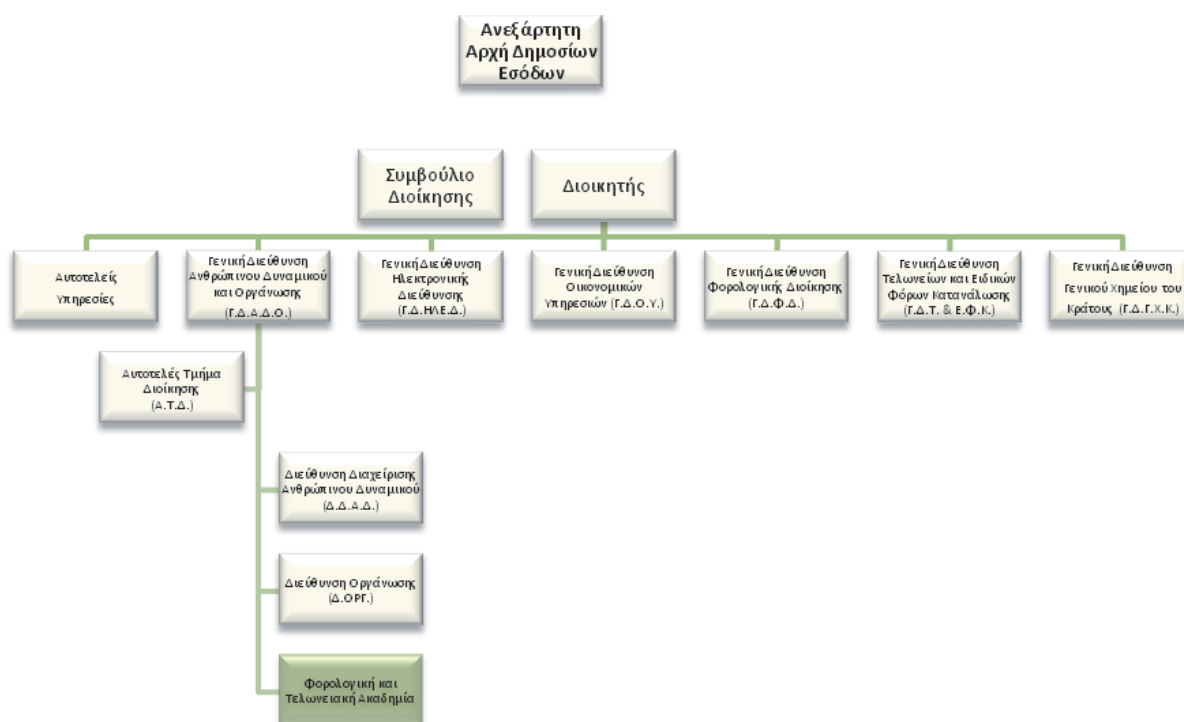 Ανεξάρτητη
Αρχή Δημοσίων
Εσόδων
Συμβούλιο
Διοίκησης
Διοικητής
Αυτοτελείς
Υπηρεσίες
Γενική Διεύθυνση
Ανθρώπινου Δυναμικού
και Οργάνωσης
(Γ.Δ.Α.Δ.Ο.)
Γενική Διεύθυνση
Ηλεκτρονικής
Διεύθυνσης
(Γ.Δ.ΗΛΕ.Δ.)
Γενική Διεύθυνση
Οικονομικών
Υπηρεσιών (Γ.Δ.Ο.Υ.)
Γενική Διεύθυνση
Φορολογικής Διοίκησης
(Γ.Δ.Φ.Δ.)
Γενική Διεύθυνση
Τελωνείων και Ειδικών
Φόρων Κατανάλωσης
(Γ.Δ.Τ. & Ε.Φ.Κ.)
Γενική Διεύθυνση
Γενικού Χημείου του
Κράτους (Γ.Δ.Γ.Χ.Κ.)
Αυτοτελές Τμήμα
Διοίκησης
(Α.Τ.Δ.)
Διεύθυνση Διαχείρισης
Ανθρώπινου Δυναμικού
(Δ.Δ.Α.Δ.)
Διεύθυνση Οργάνωσης
(Δ.ΟΡΓ.)
Φορολογική και
Τελωνειακή Ακαδημία